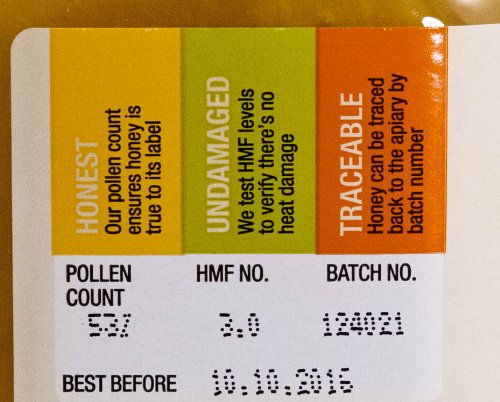 HONEST
Our pollen count
ensures honey is
true to its label
UNDAMAGED
We test HMF levels
to verify there's no
heat damage
TRACEABLE
Honey can be traced
back to the apiary by
batch number
POLLEN
COUNT
53%
HMF NO.
3.0
BATCH NO.
124021
BEST BEFORE
10.10.2016